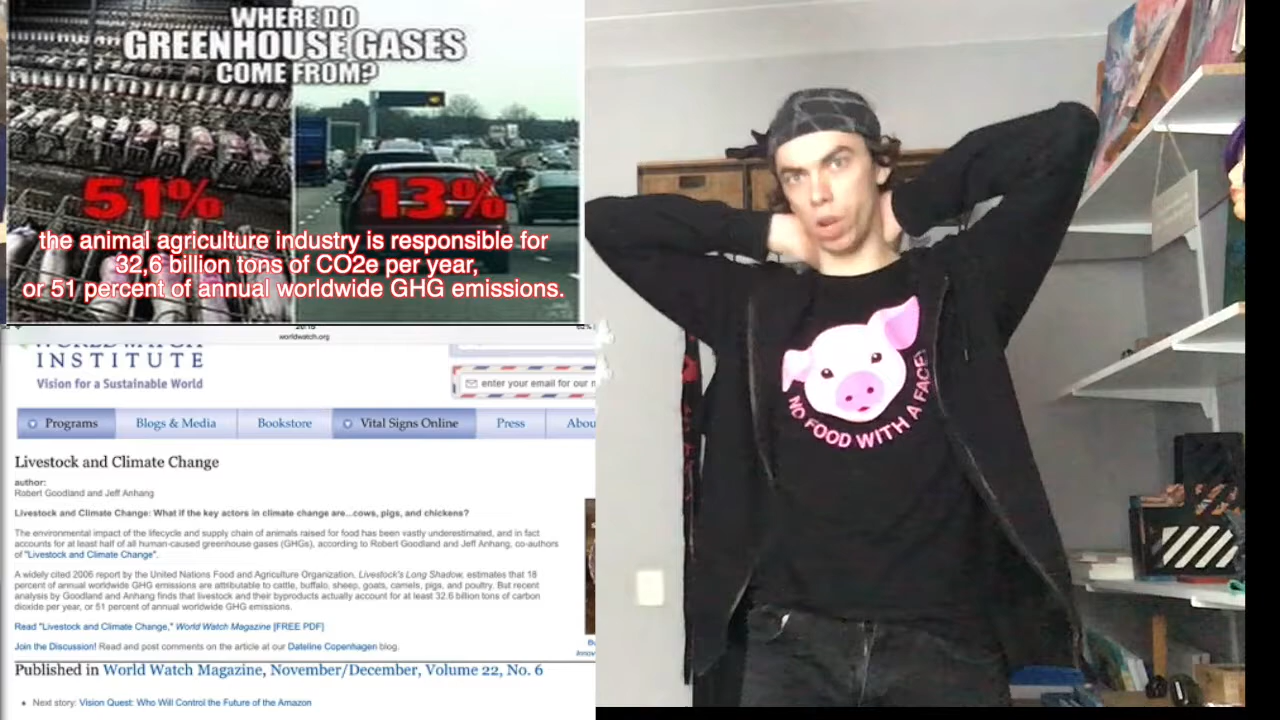 WHERE DO
GREENHOUSE GASES
COME FROM?
51% 13%
the animal agriculture industry is responsible for
32,6 billion tons of CO2e per year,
or 51 percent of annual worldwide GHG emissions.
20:15
worldwatch.org
WORLDWATCH
INSTITUTE
Vision for a Sustainable World
enter your email for our n
Programs Blogs & Media Bookstore Vital Signs Online Press Abou
Livestock and Climate Change
author:
Robert Goodland and Jeff Anhang
Livestock and Climate Change: What if the key actors in climate change are...cows, pigs, and chickens?
The environmental impact of the lifecycle and supply chain of animals raised for food has been vastly underestimated, and in fact
accounts for at least half of all human-caused greenhouse gases (GHGs), according to Robert Goodland and Jeff Anhang, co-authors
of "Livestock and Climate Change".
A widely cited 2006 report by the United Nations Food and Agriculture Organization, Livestock's Long Shadow, estimates that 18
percent of annual worldwide GHG emissions are attributable to cattle, buffalo, sheep, goats, camels, pigs, and poultry. But recent
analysis by Goodland and Anhang finds that livestock and their byproducts actually account for at least 32.6 billion tons of carbon
dioxide per year, or 51 percent of annual worldwide GHG emissions.
Read "Livestock and Climate Change," World Watch Magazine [FREE PDF]
Join the Discussion! Read and post comments on the article at our Dateline Copenhagen blog.
Published in World Watch Magazine, November/December, Volume 22, No. 6
Next story: Vision Quest: Who Will Control the Future of the Amazon
NO FOOD WITH A FACE